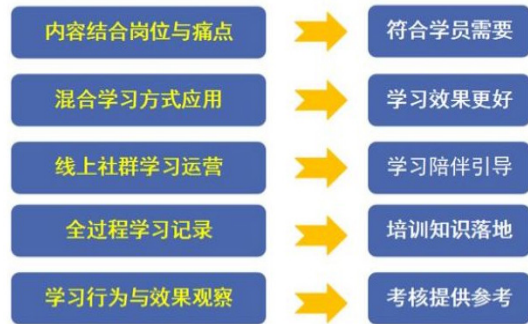 内容结合岗位与痛点
符合学员需要
混合学习方式应用
学习效果更好
线上社群学习运营
学习陪伴引导
全过程学习记录
培训知识落地
学习行为与效果观察
考核提供参考